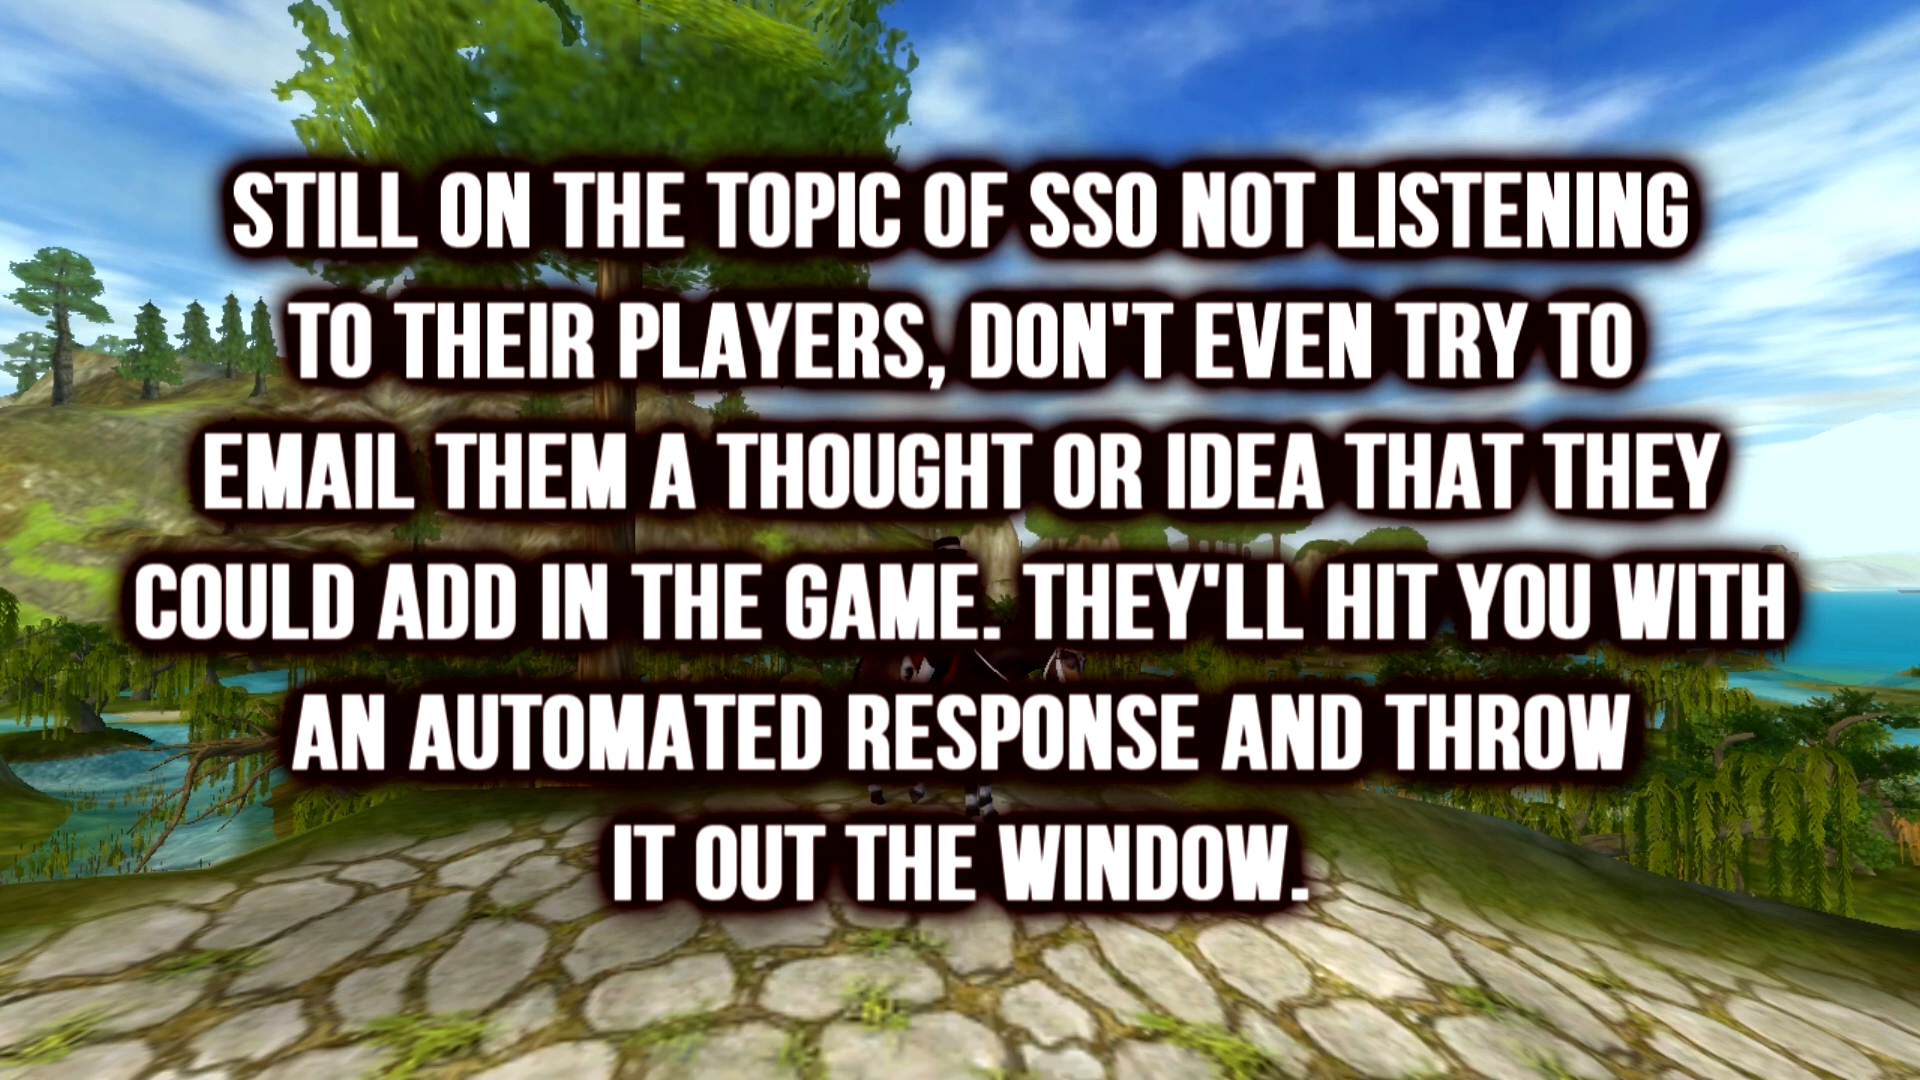 STILL ON THE TOPIC OF SSO NOT LISTENING
TO THEIR PLAYERS, DON'T EVEN TRY TO
EMAIL THEM A THOUGHT OR IDEA THAT THEY
COULD ADD IN THE GAME. THEY'LL HIT YOU WITH
AN AUTOMATED RESPONSE AND THROW
IT OUT THE WINDOW.